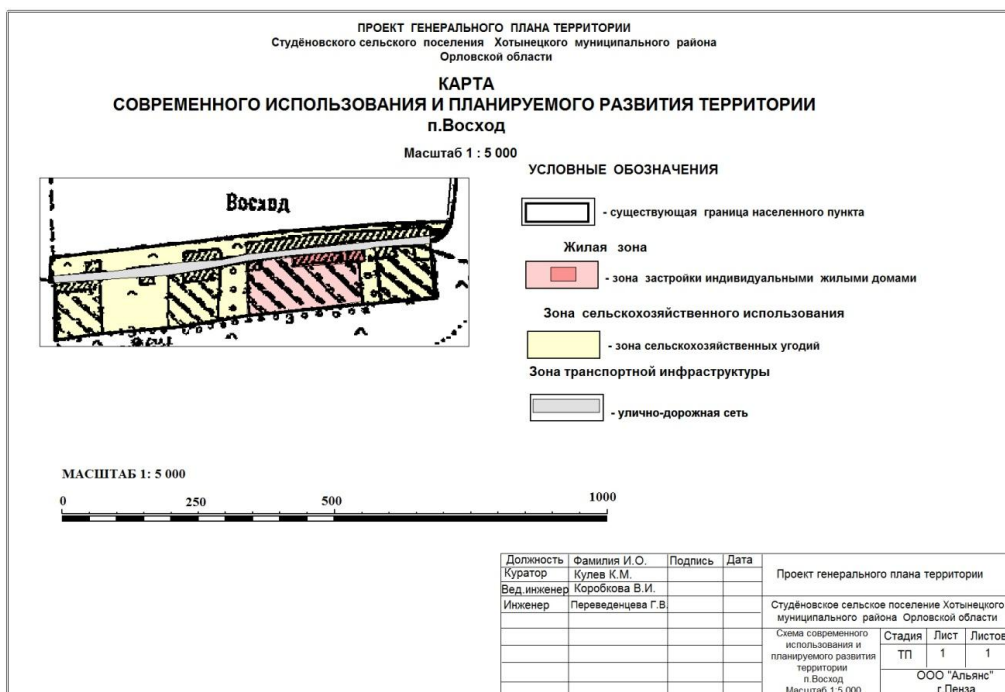 ПРОЕКТ ГЕНЕРАЛЬНОГО ПЛАНА ТЕРРИТОРИИ
Студёновского сельского поселения Хотынецкого муниципального района
Орловской области
КАРТА
СОВРЕМЕННОГО ИСПОЛЬЗОВАНИЯ И ПЛАНИРУЕМОГО РАЗВИТИЯ ТЕРРИТОРИИ
п.Восход
Масштаб 1 : 5 000
Восход
УСЛОВНЫЕ ОБОЗНАЧЕНИЯ
- существующая граница населенного пункта
Жилая зона
- зона застройки индивидуальными жилыми домами
Зона сельскохозяйственного использования
- зона сельскохозяйственных угодий
Зона транспортной инфраструктуры
- улично-дорожная сеть
МАСШТАБ 1: 5 000
0 250 500 1000
Должность Фамилия И.О. Подпись Дата
Куратор Кулев К.М.
Вед.инженер Коробкова В.И.
Инженер Переведенцева Г.В.
Проект генерального плана территории
Студёновское сельское поселение Хотынецкого
муниципального района Орловской области
Схема современного
использования и
планируемого развития
территории
п.Восход
Масштаб 1:5 000
Стадия Лист Листов
ТП 1 1
ООО "Альянс"
г.Пенза